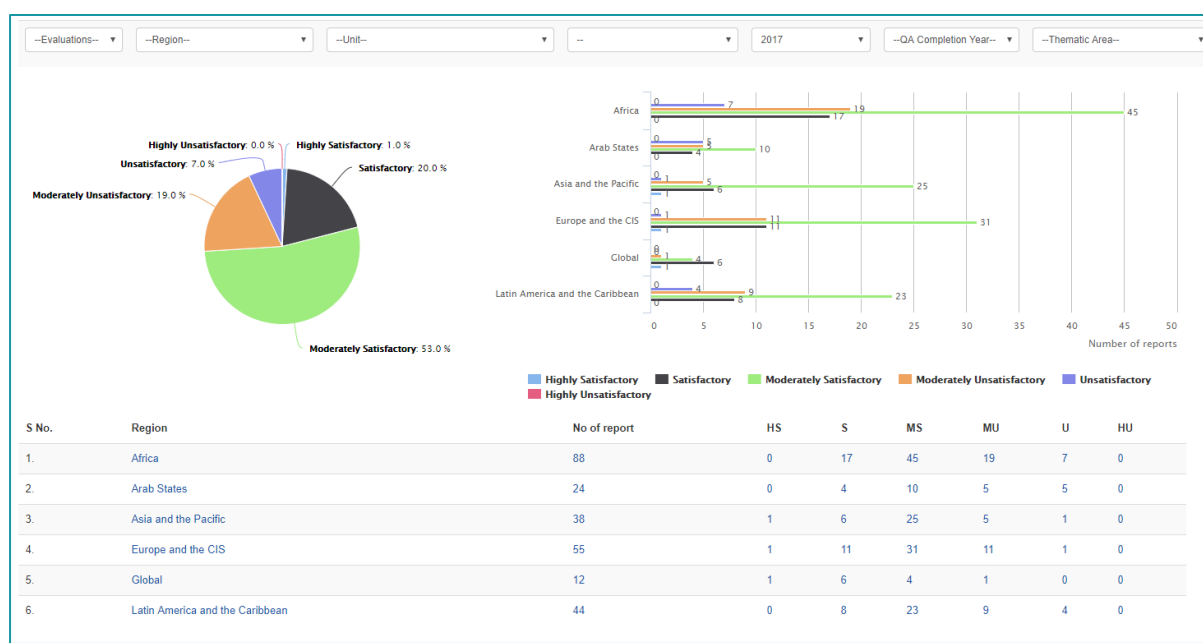 --Evaluations-- --Region-- --Unit-- -- 2017 --QA Completion Year-- --Thematic Area--
Highly Unsatisfactory: 0.0 % Highly Satisfactory: 1.0 %
Unsatisfactory: 7.0 % Satisfactory: 20.0 %
Moderately Unsatisfactory: 19.0 %
Moderately Satisfactory: 53.0 %
Africa 0 7 19 45 17 0
Arab States 0 5 5 10 4 0
Asia and the Pacific 0 1 5 25 6 1
Europe and the CIS 0 1 11 31 11 1
Global 0 0 1 4 6 1
Latin America and the Caribbean 0 4 9 23 8 0
0 5 10 15 20 25 30 35 40 45 50
Number of reports
Highly Satisfactory Satisfactory Moderately Satisfactory Moderately Unsatisfactory Unsatisfactory
Highly Unsatisfactory
S No. Region No of report HS S MS MU U HU
1. Africa 88 0 17 45 19 7 0
2. Arab States 24 0 4 10 5 5 0
3. Asia and the Pacific 38 1 6 25 5 1 0
4. Europe and the CIS 55 1 11 31 11 1 0
5. Global 12 1 6 4 1 0 0
6. Latin America and the Caribbean 44 0 8 23 9 4 0